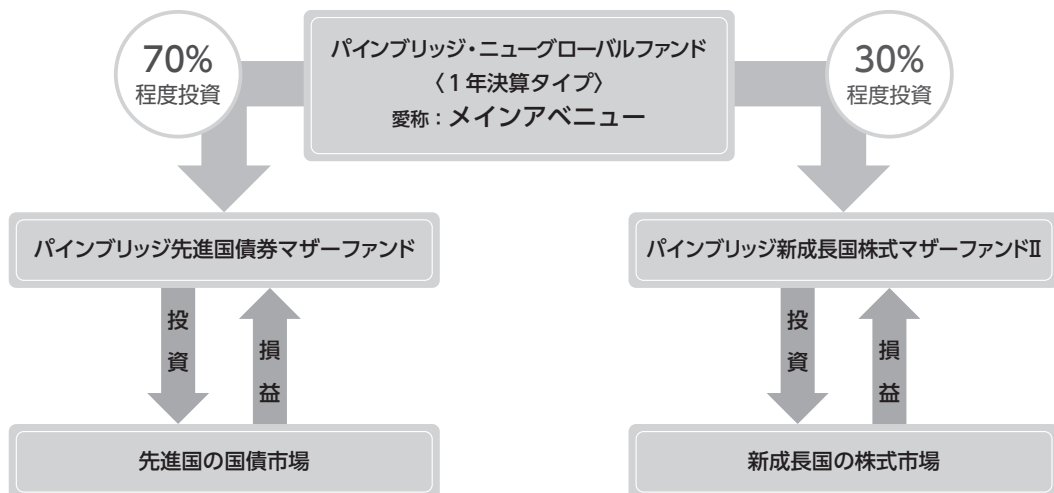 70%
程度投資
パインブリッジ・ニューグローバルファンド
〈1年決算タイプ〉
愛称：メインアベニュー
30%
程度投資
パインブリッジ先進国債券マザーファンド
パインブリッジ新成長国株式マザーファンドⅡ
投資
損益
投資
損益
先進国の国債市場
新成長国の株式市場